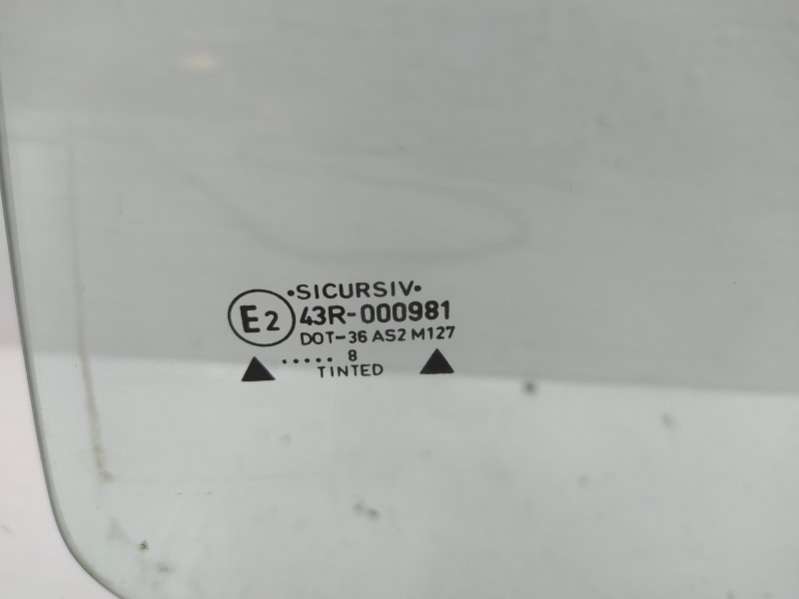 •SICURSIV•
E2 43R-000981
DOT-36 AS2 M127
..... 8
TINTED